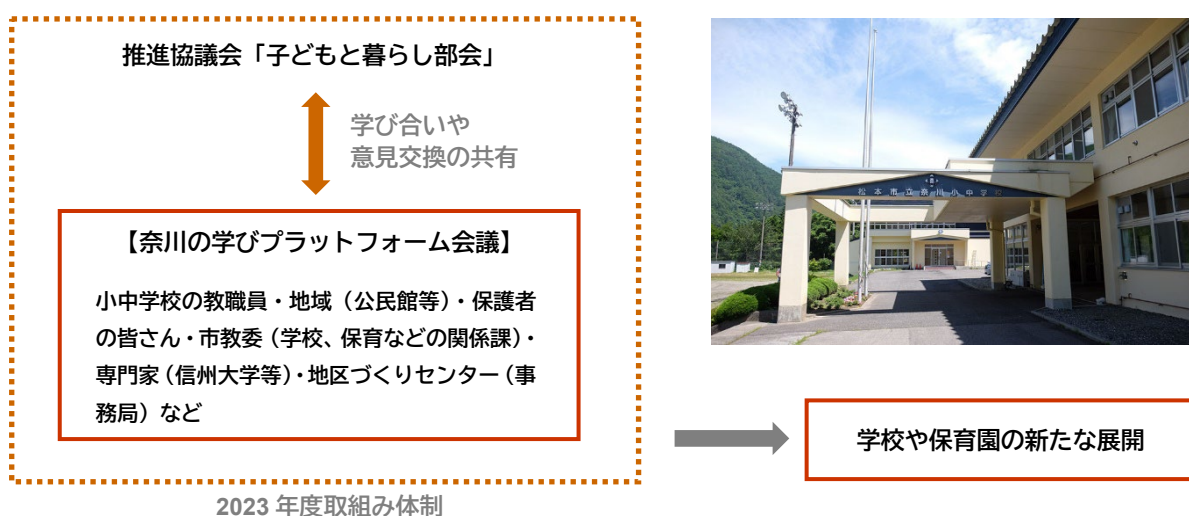 推進協議会「子どもと暮らし部会」
学び合いや
意見交換の共有
【奈川の学びプラットフォーム会議】
小中学校の教職員・地域（公民館等）・保護者
の皆さん・市教委（学校、保育などの関係課）・
専門家（信州大学等）・地区づくりセンター（事
務局）など
2023 年度取組み体制
松本市立奈川小中学校
学校や保育園の新たな展開